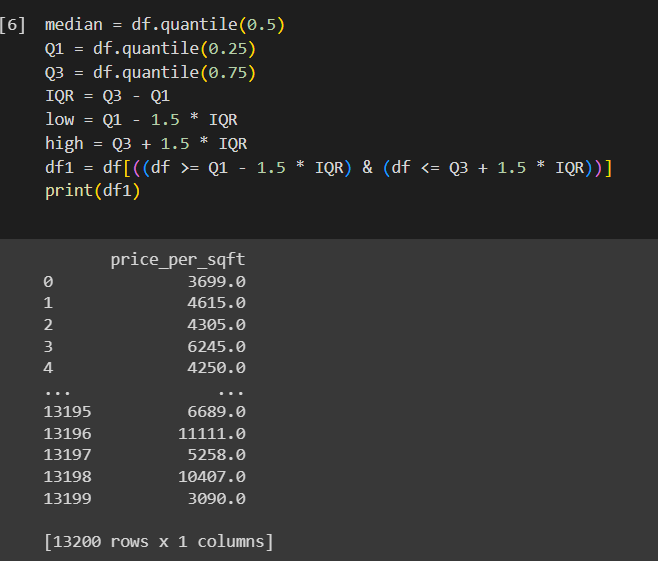 [6] median = df.quantile(0.5)
Q1 = df.quantile(0.25)
Q3 = df.quantile(0.75)
IQR = Q3 - Q1
low = Q1 - 1.5 * IQR
high = Q3 + 1.5 * IQR
df1 = df[((df >= Q1 - 1.5 * IQR) & (df <= Q3 + 1.5 * IQR))]
print(df1)
price_per_sqft
0 3699.0
1 4615.0
2 4305.0
3 6245.0
4 4250.0
... ...
13195 6689.0
13196 11111.0
13197 5258.0
13198 10407.0
13199 3090.0
[13200 rows x 1 columns]